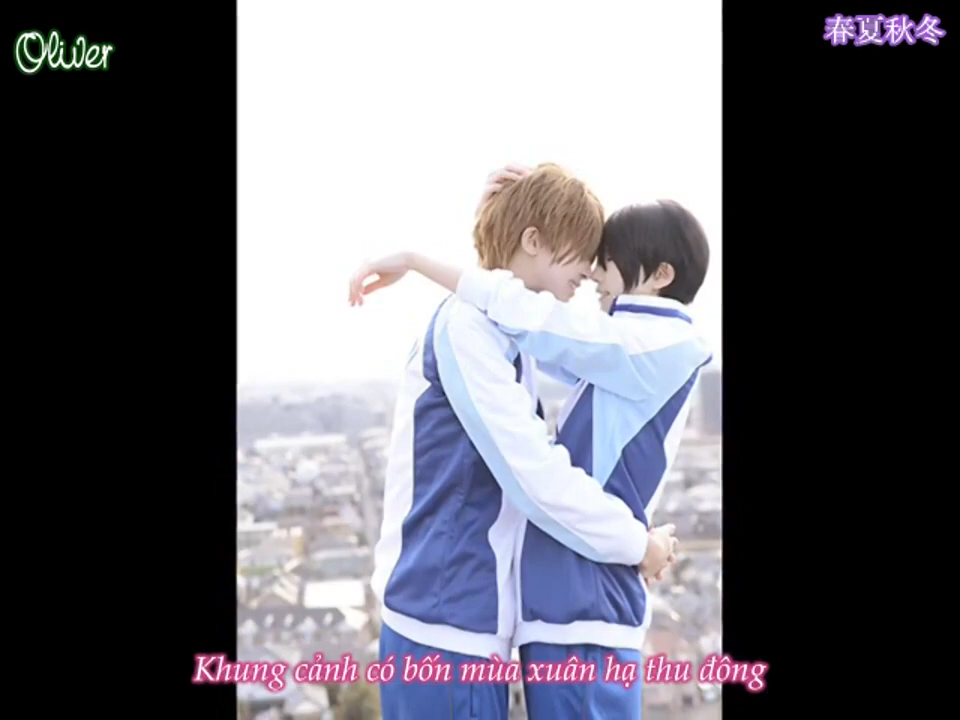 Oliver
春夏秋冬
Khung cảnh có bốn mùa xuân hạ thu đông